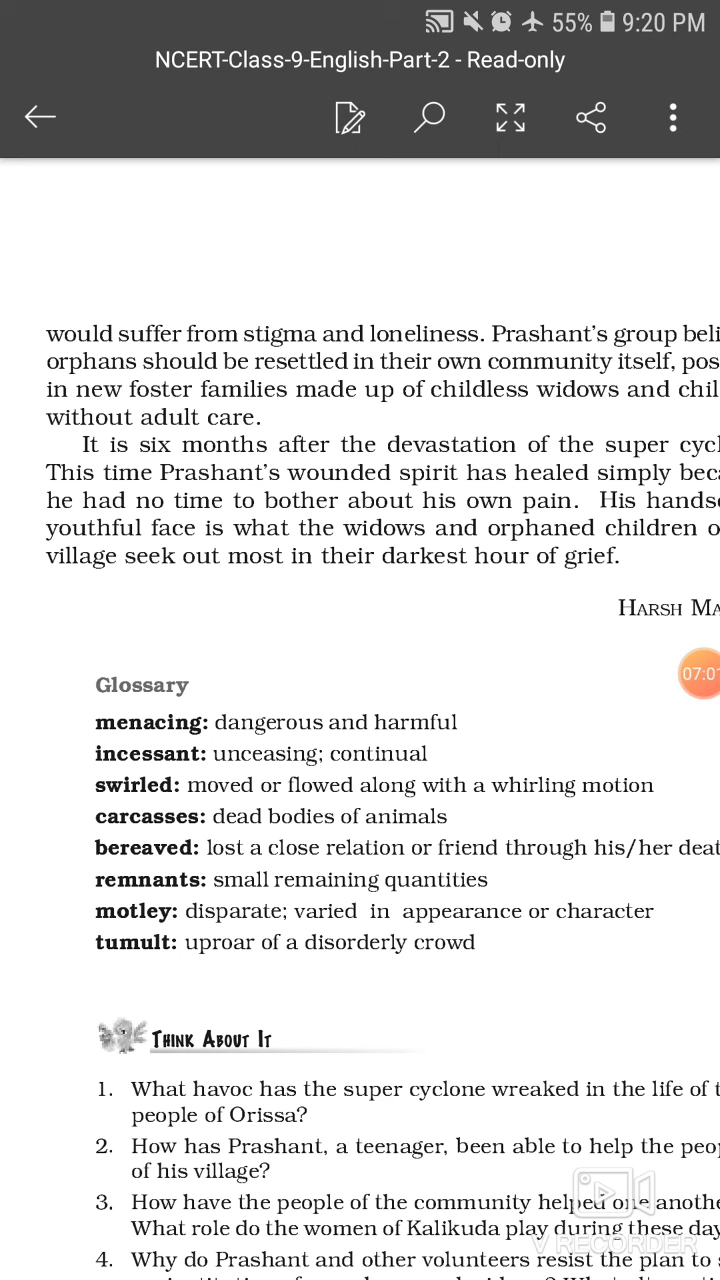 55% 9:20 PM
NCERT-Class-9-English-Part-2 - Read-only
would suffer from stigma and loneliness. Prashant's group beli
orphans should be resettled in their own community itself, pos
in new foster families made up of childless widows and chil
without adult care.
It is six months after the devastation of the super cycl
This time Prashant's wounded spirit has healed simply beca
he had no time to bother about his own pain. His handso
youthful face is what the widows and orphaned children o
village seek out most in their darkest hour of grief.
HARSH MA
Glossary
07:01
menacing: dangerous and harmful
incessant: unceasing; continual
swirled: moved or flowed along with a whirling motion
carcasses: dead bodies of animals
bereaved: lost a close relation or friend through his/her deat
remnants: small remaining quantities
motley: disparate; varied in appearance or character
tumult: uproar of a disorderly crowd
THINK ABOUT IT
1. What havoc has the super cyclone wreaked in the life of t
people of Orissa?
2. How has Prashant, a teenager, been able to help the peop
of his village?
3. How have the people of the community helped one anothe
What role do the women of Kalikuda play during these day
V RECORDER
4. Why do Prashant and other volunteers resist the plan to s